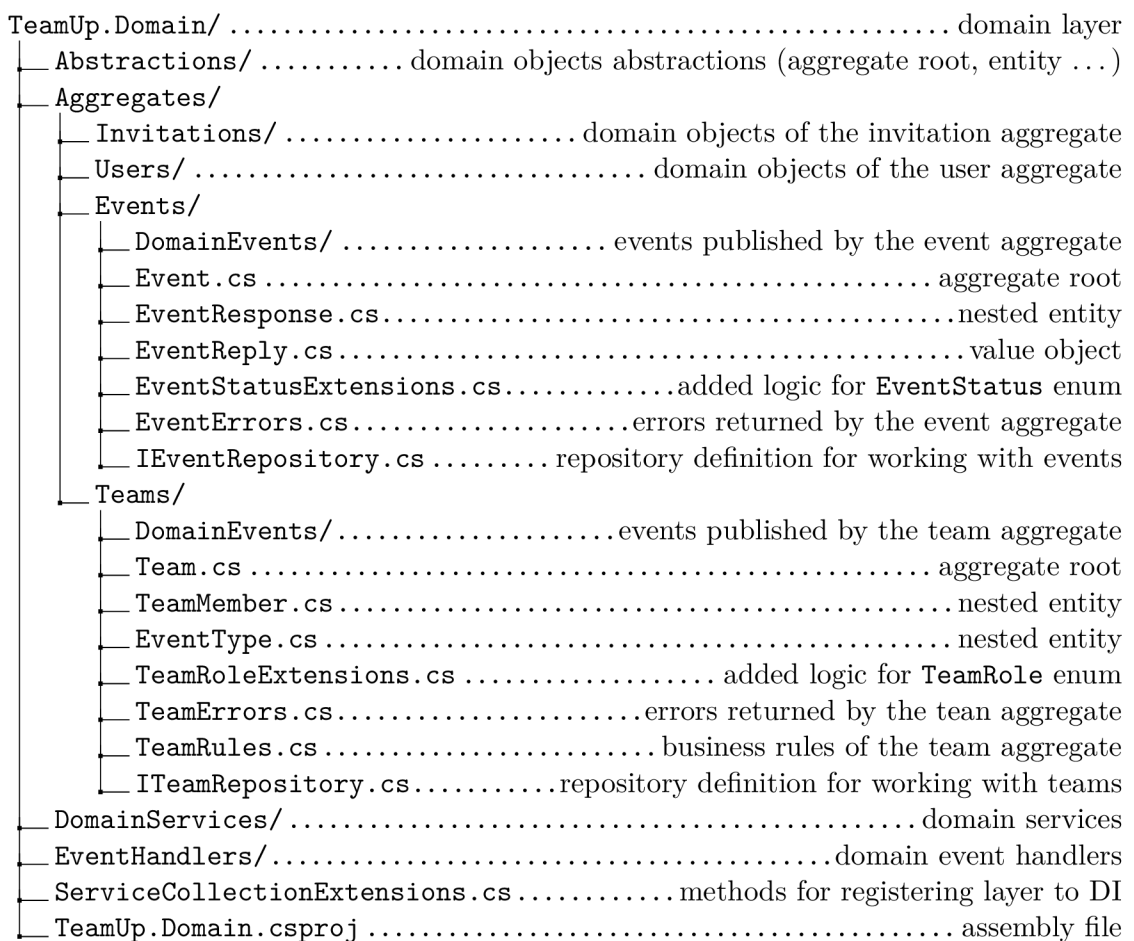 TeamUp.Domain/ ........ domain layer
Abstractions/ ........ domain objects abstractions (aggregate root, entity ...)
Aggregates/
Invitations/ ........ domain objects of the invitation aggregate
Users/ ........ domain objects of the user aggregate
Events/
DomainEvents/ ........ events published by the event aggregate
Event.cs ........ aggregate root
EventResponse.cs ........ nested entity
EventReply.cs ........ value object
EventStatusExtensions.cs ........ added logic for EventStatus enum
EventErrors.cs ........ errors returned by the event aggregate
IEventRepository.cs ........ repository definition for working with events
Teams/
DomainEvents/ ........ events published by the team aggregate
Team.cs ........ aggregate root
TeamMember.cs ........ nested entity
EventType.cs ........ nested entity
TeamRoleExtensions.cs ........ added logic for TeamRole enum
TeamErrors.cs ........ errors returned by the tean aggregate
TeamRules.cs ........ business rules of the team aggregate
ITeamRepository.cs ........ repository definition for working with teams
DomainServices/ ........ domain services
EventHandlers/ ........ domain event handlers
ServiceCollectionExtensions.cs ........ methods for registering layer to DI
TeamUp.Domain.csproj ........ assembly file